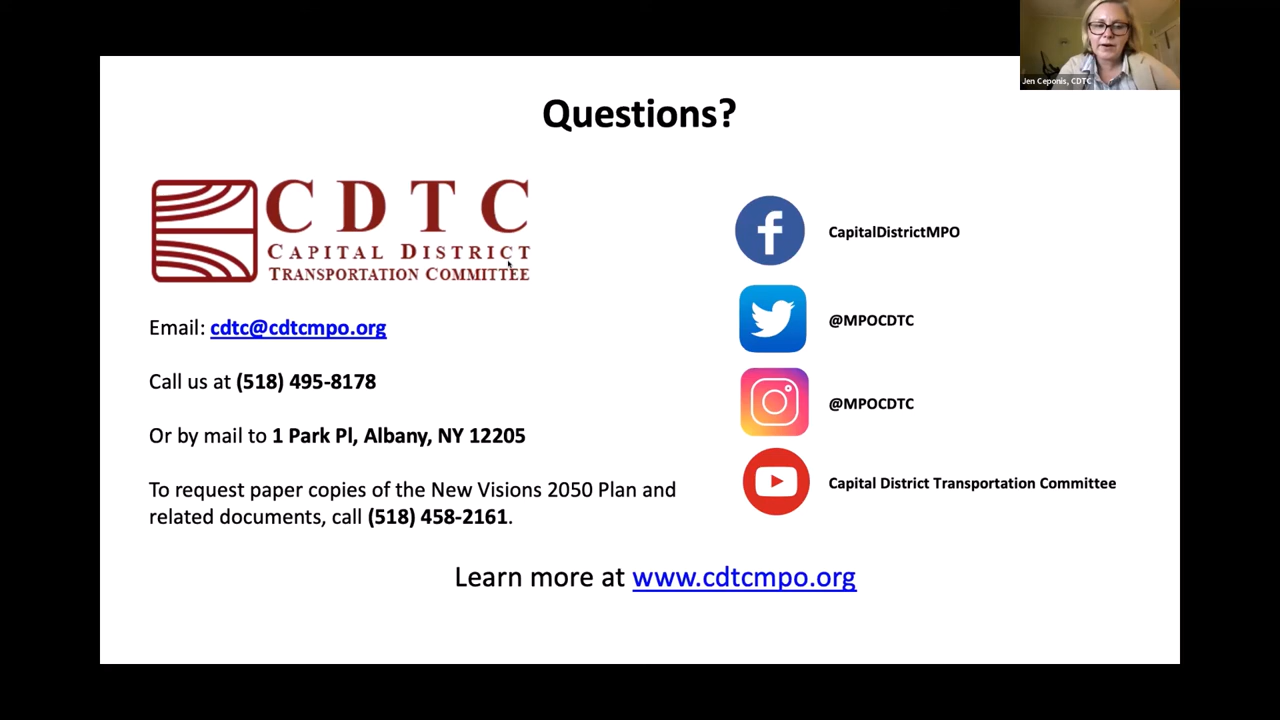 Jen Ceponis, CDTC
Questions?
CDTC
CAPITAL DISTRICT
TRANSPORTATION COMMITTEE
Email: cdtc@cdtcmpo.org
Call us at (518) 495-8178
Or by mail to 1 Park Pl, Albany, NY 12205
To request paper copies of the New Visions 2050 Plan and
related documents, call (518) 458-2161.
CapitalDistrictMPO
@MPOCDTC
@MPOCDTC
Capital District Transportation Committee
Learn more at www.cdtcmpo.org